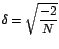 δ = √(-2/N)